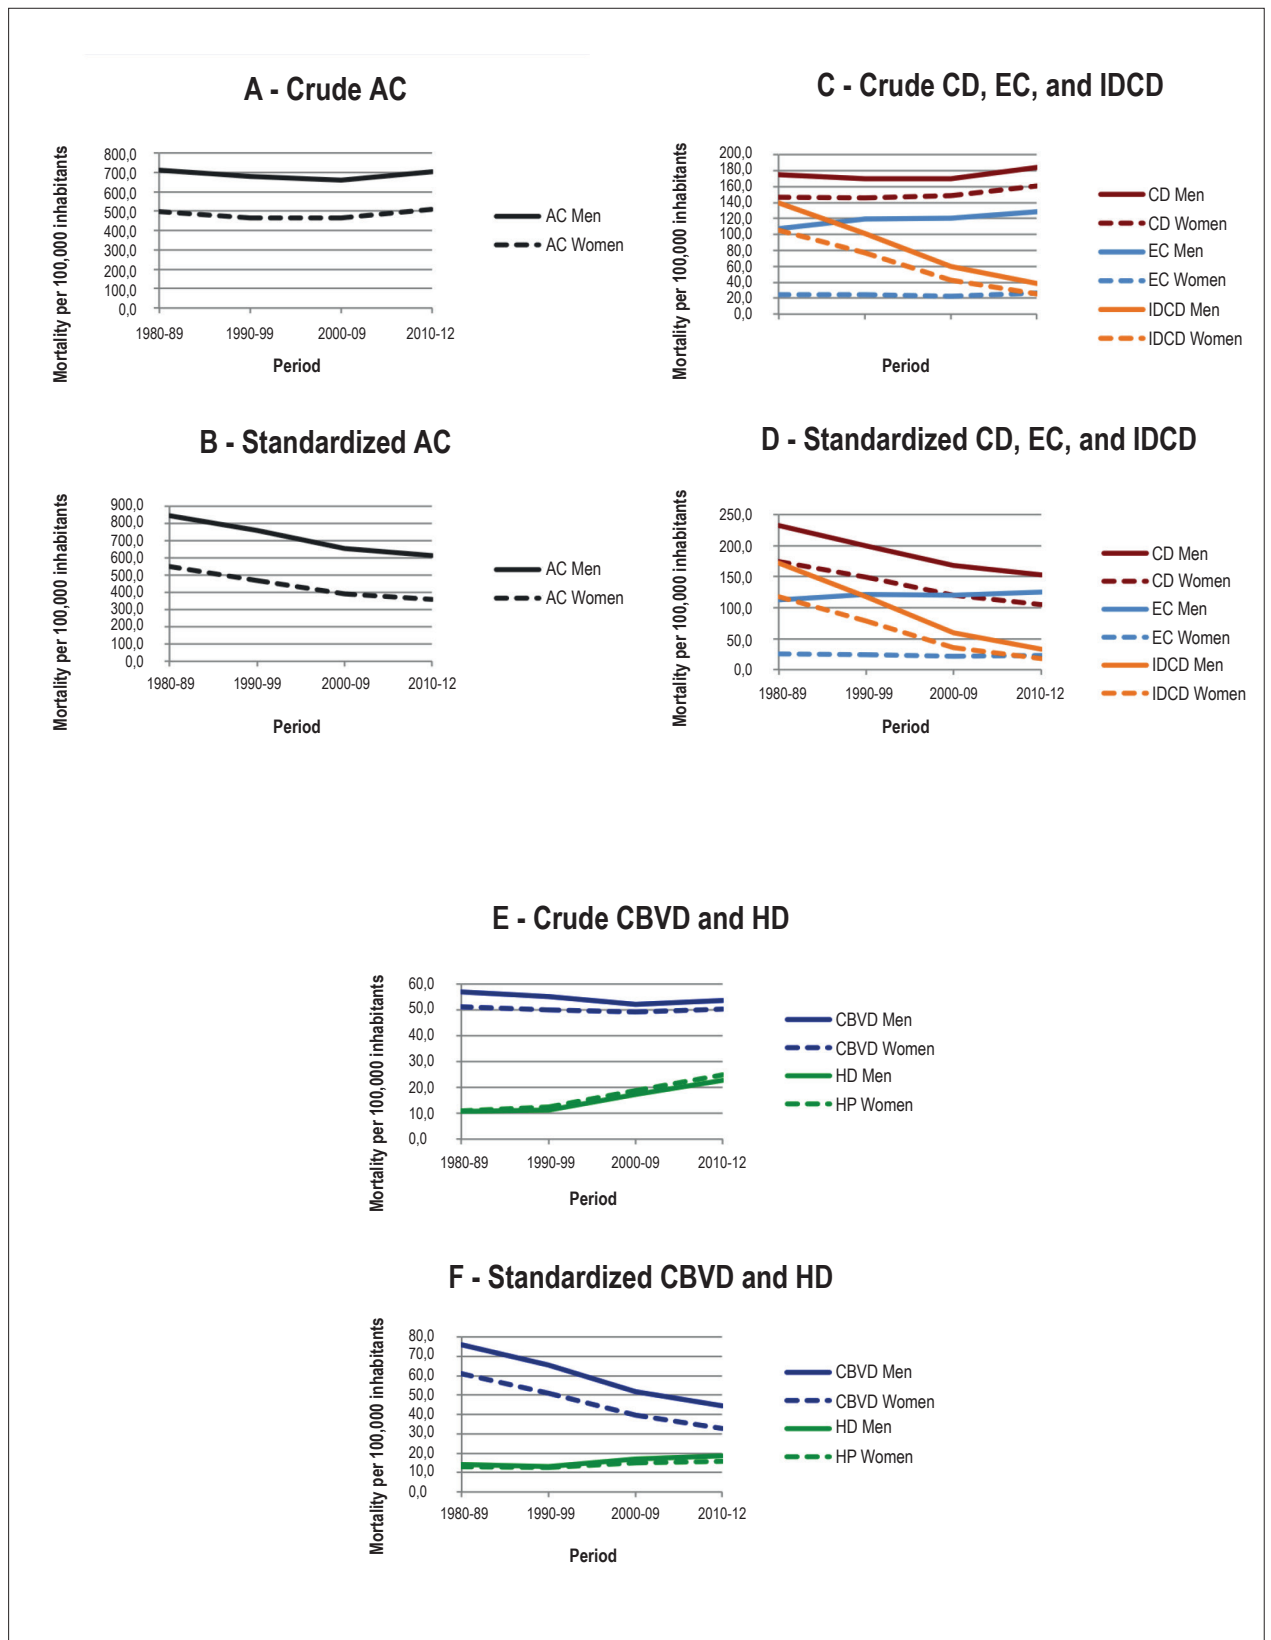 A - Crude AC
Mortality per 100,000 inhabitants
800,0
700,0
600,0
500,0
400,0
300,0
200,0
100,0
0,0
1980-89 1990-99 2000-09 2010-12
Period
AC Men
AC Women
C - Crude CD, EC, and IDCD
Mortality per 100,000 inhabitants
200,0
180,0
160,0
140,0
120,0
100,0
80,0
60,0
40,0
20,0
0,0
Period
CD Men
CD Women
EC Men
EC Women
IDCD Men
IDCD Women
B - Standardized AC
Mortality per 100,000 inhabitants
900,0
800,0
700,0
600,0
500,0
400,0
300,0
200,0
100,0
0,0
1980-89 1990-99 2000-09 2010-12
Period
AC Men
AC Women
D - Standardized CD, EC, and IDCD
Mortality per 100,000 inhabitants
250,0
200,0
150,0
100,0
50,0
0,0
1980-89 1990-99 2000-09 2010-12
Period
CD Men
CD Women
EC Men
EC Women
IDCD Men
IDCD Women
E - Crude CBVD and HD
Mortality per 100,000 inhabitants
60,0
50,0
40,0
30,0
20,0
10,0
0,0
1980-89 1990-99 2000-09 2010-12
Period
CBVD Men
CBVD Women
HD Men
HP Women
F - Standardized CBVD and HD
Mortality per 100,000 inhabitants
80,0
70,0
60,0
50,0
40,0
30,0
20,0
10,0
0,0
1980-89 1990-99 2000-09 2010-12
Period
CBVD Men
CBVD Women
HD Men
HP Women